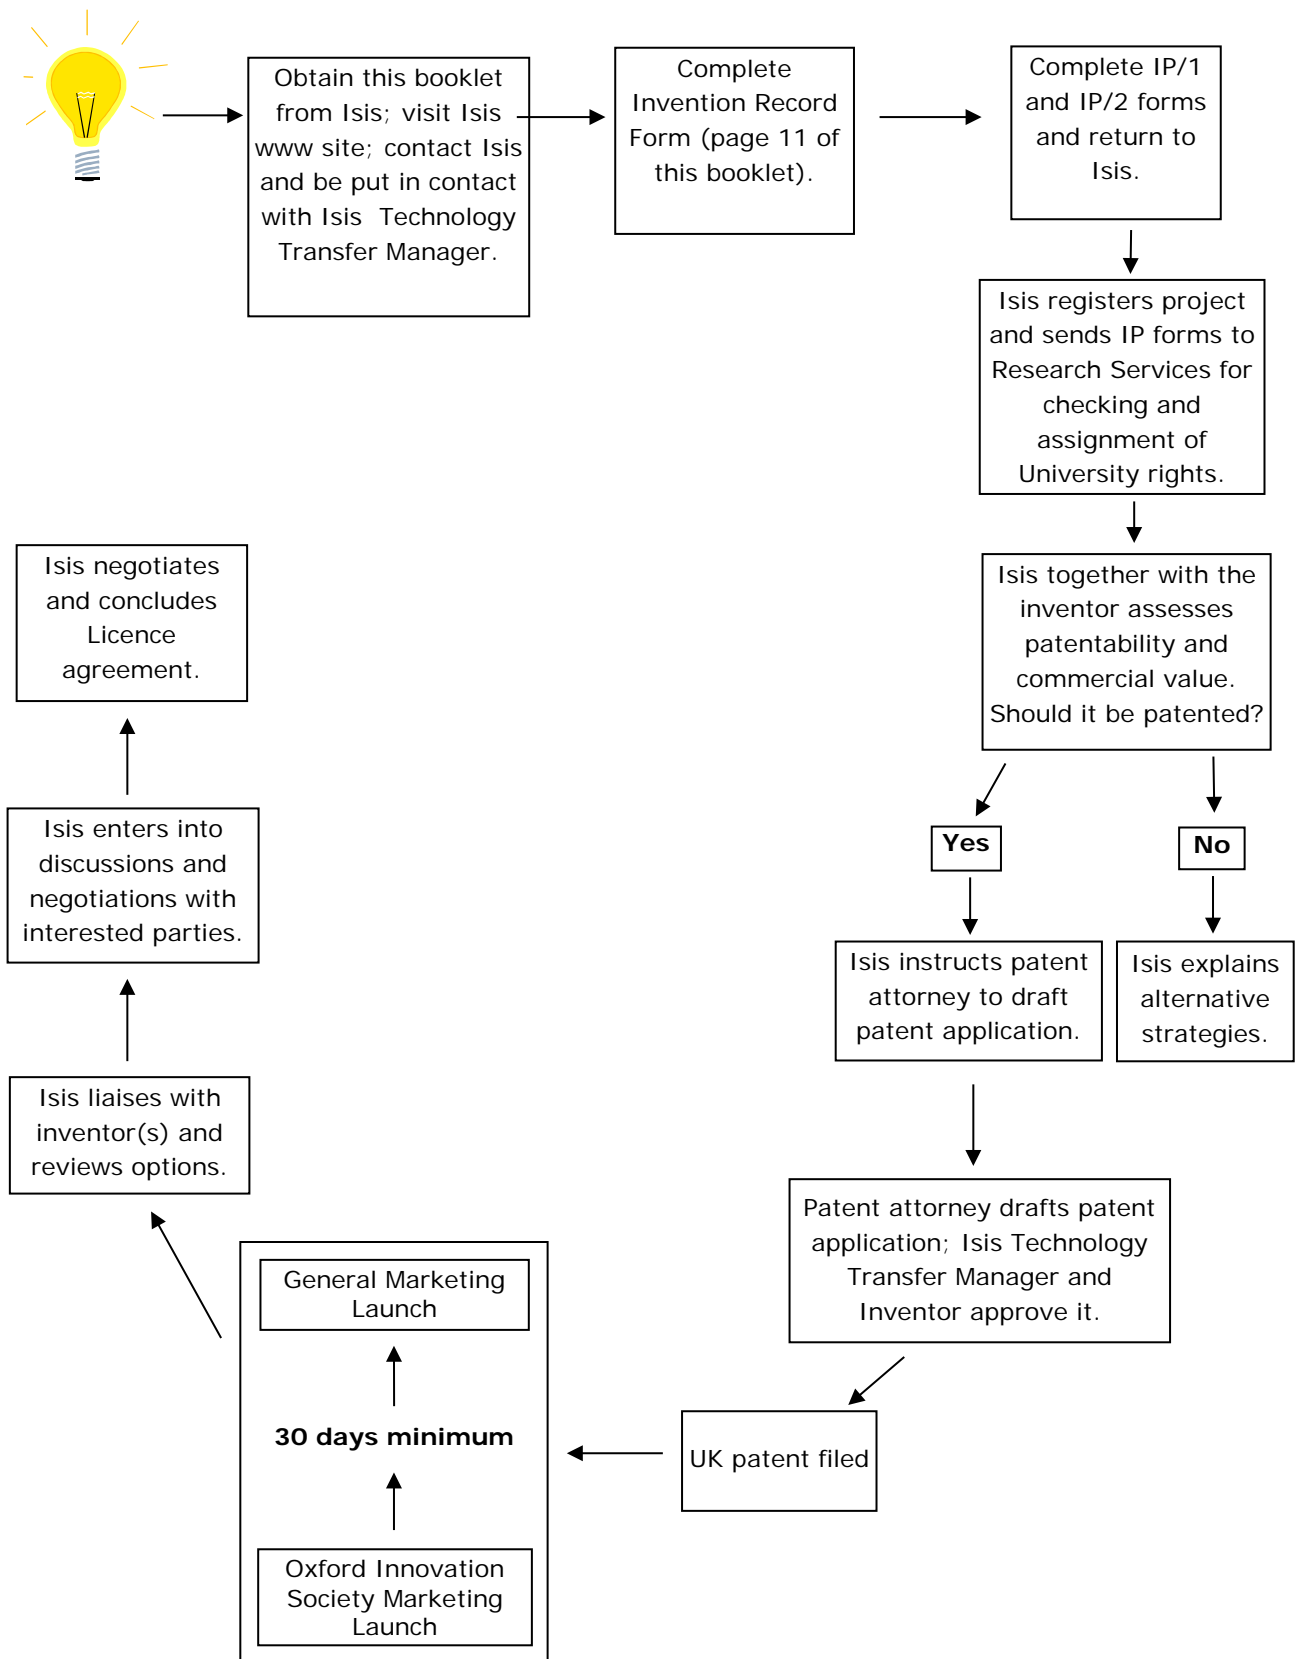 Obtain this booklet
from Isis; visit Isis
www site; contact Isis
and be put in contact
with Isis Technology
Transfer Manager.
Complete
Invention Record
Form (page 11 of
this booklet).
Complete IP/1
and IP/2 forms
and return to
Isis.
Isis registers project
and sends IP forms to
Research Services for
checking and
assignment of
University rights.
Isis together with the
inventor assesses
patentability and
commercial value.
Should it be patented?
Yes
No
Isis instructs patent
attorney to draft
patent application.
Isis explains
alternative
strategies.
Patent attorney drafts patent
application; Isis Technology
Transfer Manager and
Inventor approve it.
UK patent filed
Oxford Innovation
Society Marketing
Launch
30 days minimum
General Marketing
Launch
Isis liaises with
inventor(s) and
reviews options.
Isis enters into
discussions and
negotiations with
interested parties.
Isis negotiates
and concludes
Licence
agreement.